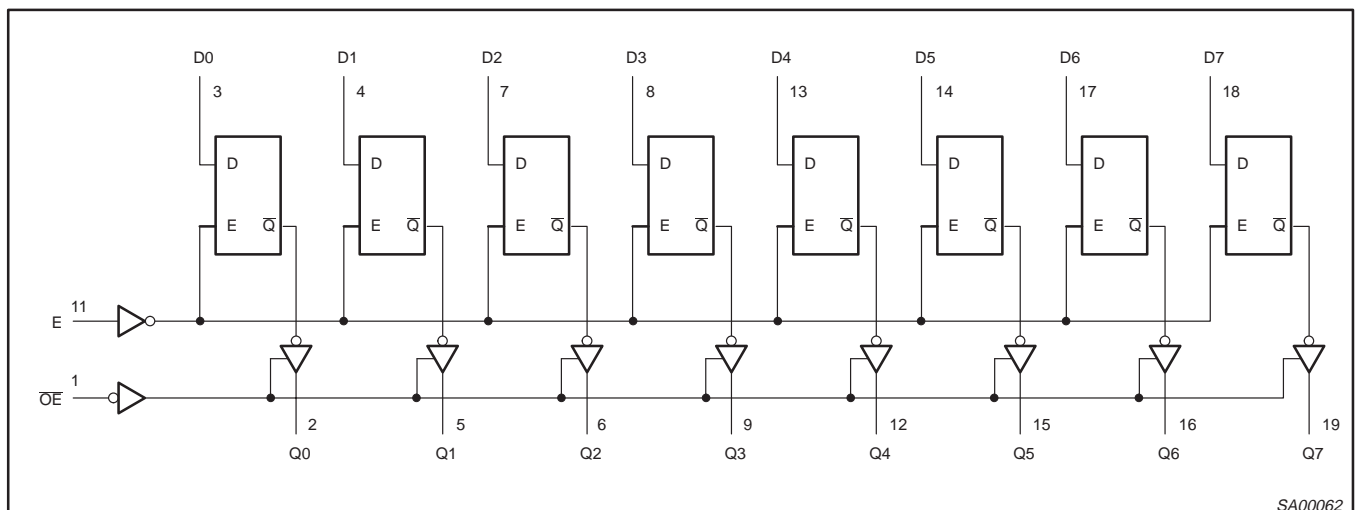 D0 D1 D2 D3 D4 D5 D6 D7
3 4 7 8 13 14 17 18
D D D D D D D D
E Q̅ E Q̅ E Q̅ E Q̅ E Q̅ E Q̅ E Q̅ E Q̅
11
E
1
O̅E̅
2 5 6 9 12 15 16 19
Q0 Q1 Q2 Q3 Q4 Q5 Q6 Q7
SA00062